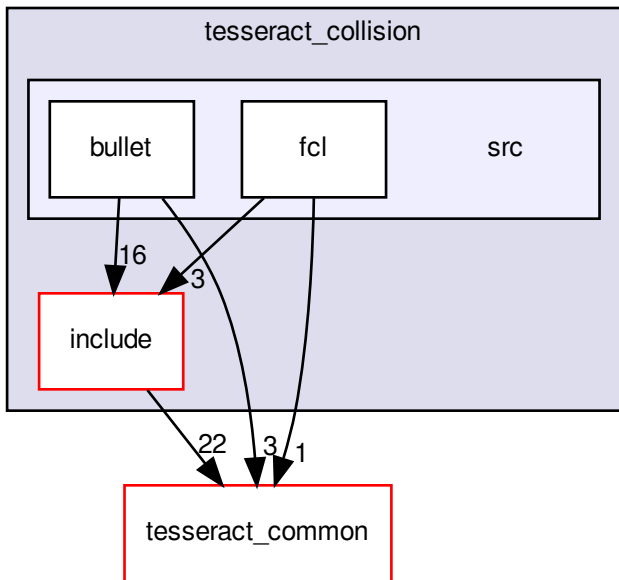 tesseract_collision
bullet
fcl
src
16
3
include
22
3
1
tesseract_common